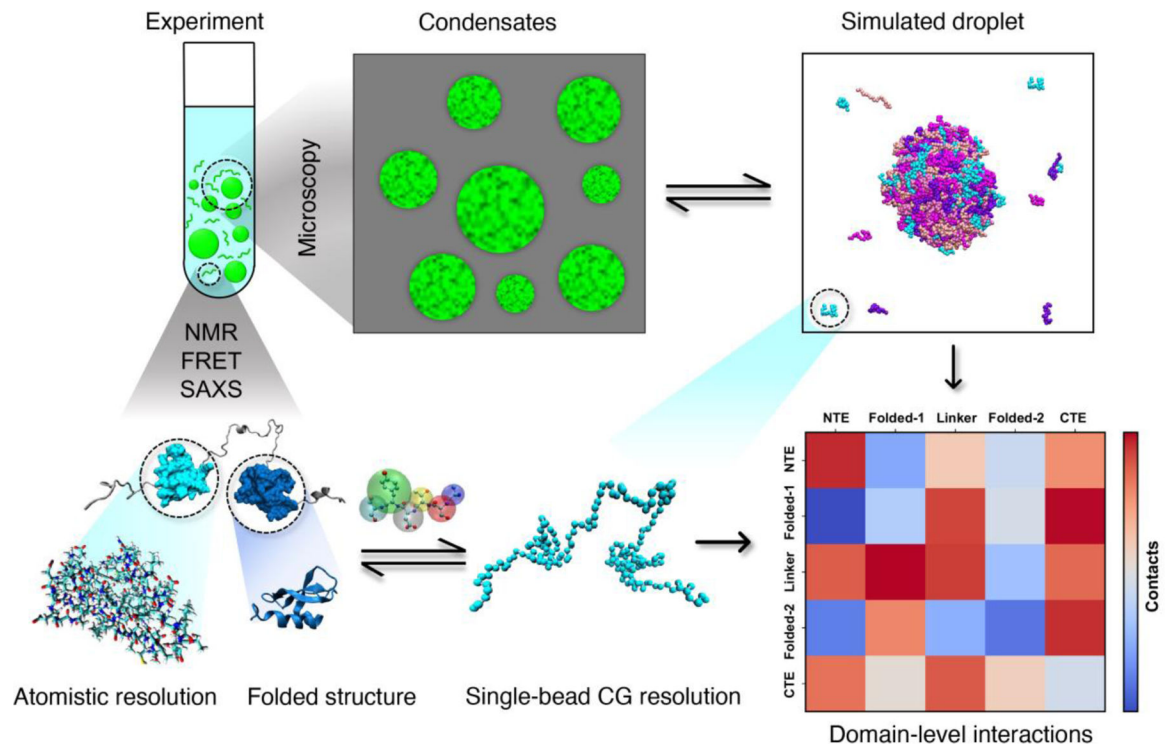 Experiment
Condensates
Simulated droplet
Microscopy
NMR
FRET
SAXS
NTE Folded-1 Linker Folded-2 CTE
NTE
Folded-1
Linker
Folded-2
CTE
Contacts
Atomistic resolution
Folded structure
Single-bead CG resolution
Domain-level interactions